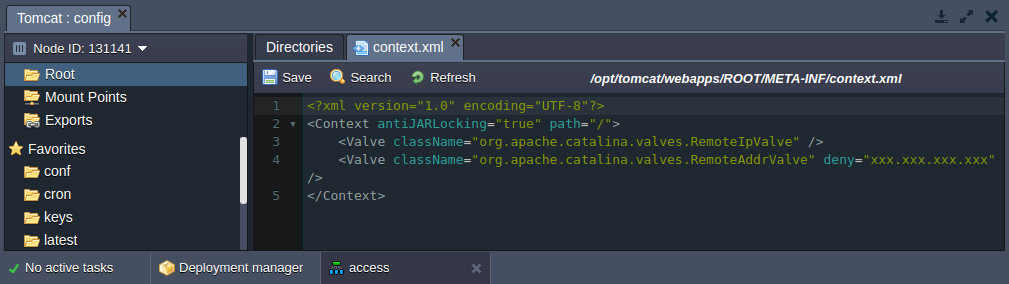 Tomcat : config
Node ID: 131141
Root
Mount Points
Exports
Favorites
conf
cron
keys
latest
Directories
context.xml
Save
Search
Refresh
/opt/tomcat/webapps/ROOT/META-INF/context.xml
1 <?xml version="1.0" encoding="UTF-8"?>
2 <Context antiJARLocking="true" path="/">
3 <Valve className="org.apache.catalina.valves.RemoteIpValve" />
4 <Valve className="org.apache.catalina.valves.RemoteAddrValve" deny="xxx.xxx.xxx.xxx"
/>
5 </Context>
No active tasks
Deployment manager
access